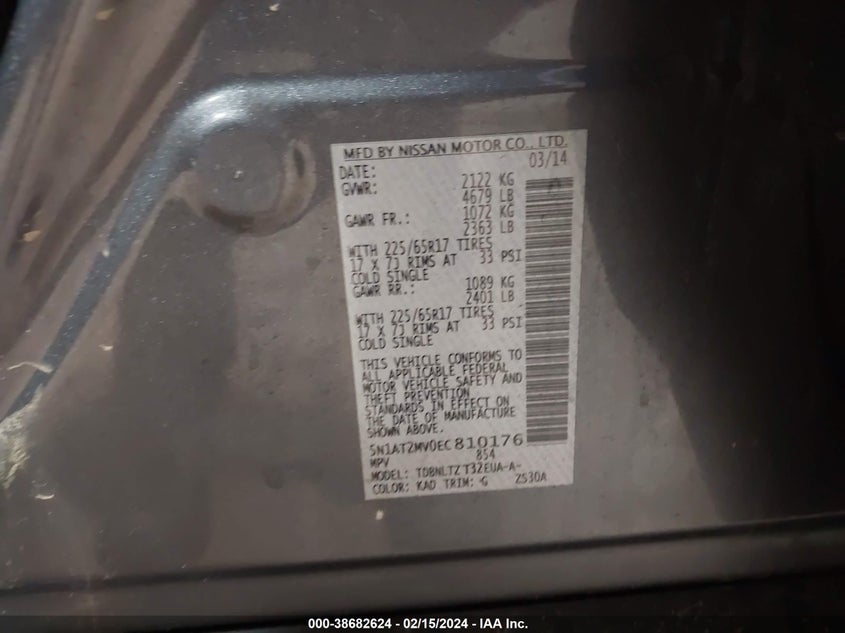 MFD BY NISSAN MOTOR CO., LTD.
DATE: 03/14
GVWR: 2122 KG
4679 LB
GAWR FR.: 1072 KG
2363 LB
WITH 225/65R17 TIRES
17 X 7J RIMS AT 33 PSI
COLD SINGLE
GAWR RR.: 1089 KG
2401 LB
WITH 225/65R17 TIRES
17 X 7J RIMS AT 33 PSI
COLD SINGLE
THIS VEHICLE CONFORMS TO
ALL APPLICABLE FEDERAL
MOTOR VEHICLE SAFETY AND
THEFT PREVENTION
STANDARDS IN EFFECT ON
THE DATE OF MANUFACTURE
SHOWN ABOVE.
5N1AT2MV0EC810176
MPV 854
MODEL: TDBNLTZ T32EUA-A-
COLOR: KAD TRIM: G ZS30A
000-38682624 - 02/15/2024 - IAA Inc.